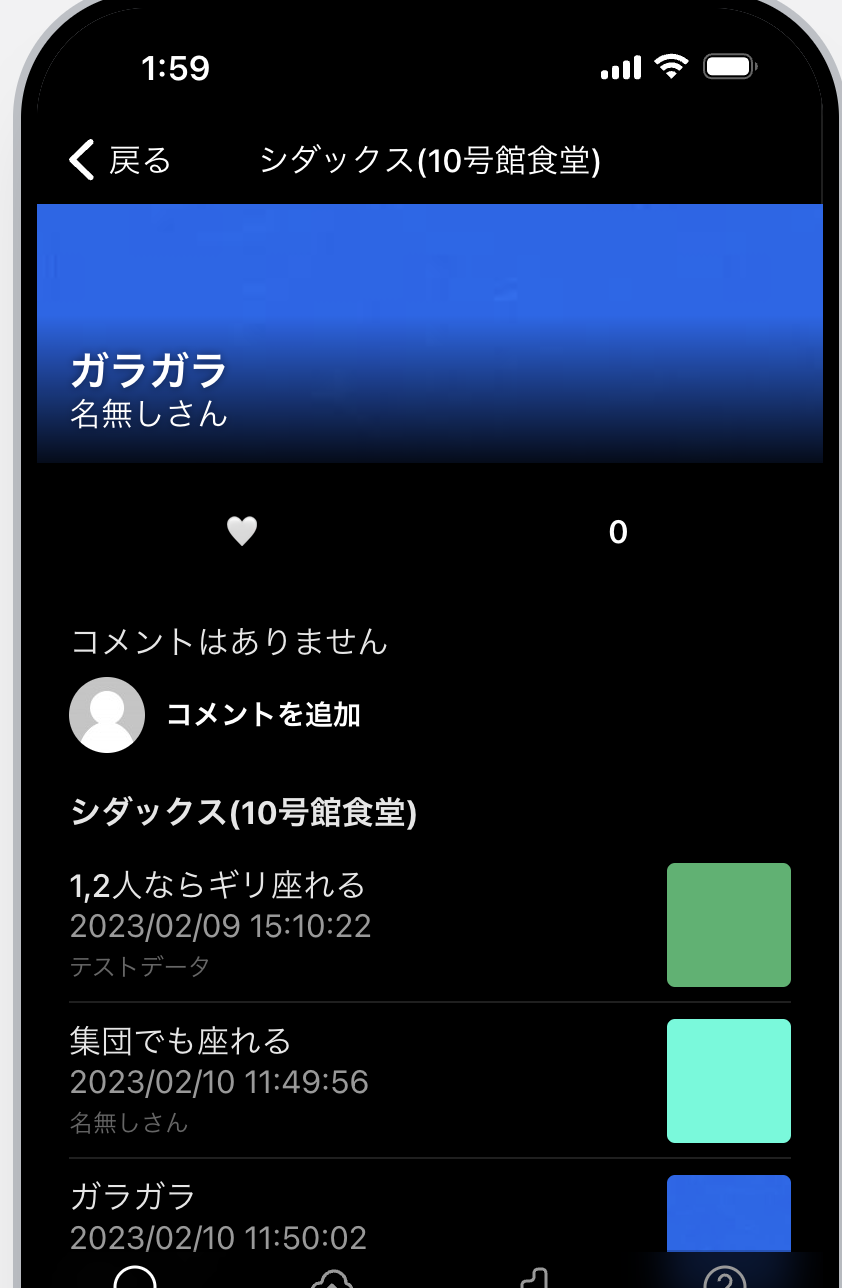 1:59
戻る
シダックス(10号館食堂)
ガラガラ
名無しさん
0
コメントはありません
コメントを追加
シダックス(10号館食堂)
1,2人ならギリ座れる
2023/02/09 15:10:22
テストデータ
集団でも座れる
2023/02/10 11:49:56
名無しさん
ガラガラ
2023/02/10 11:50:02